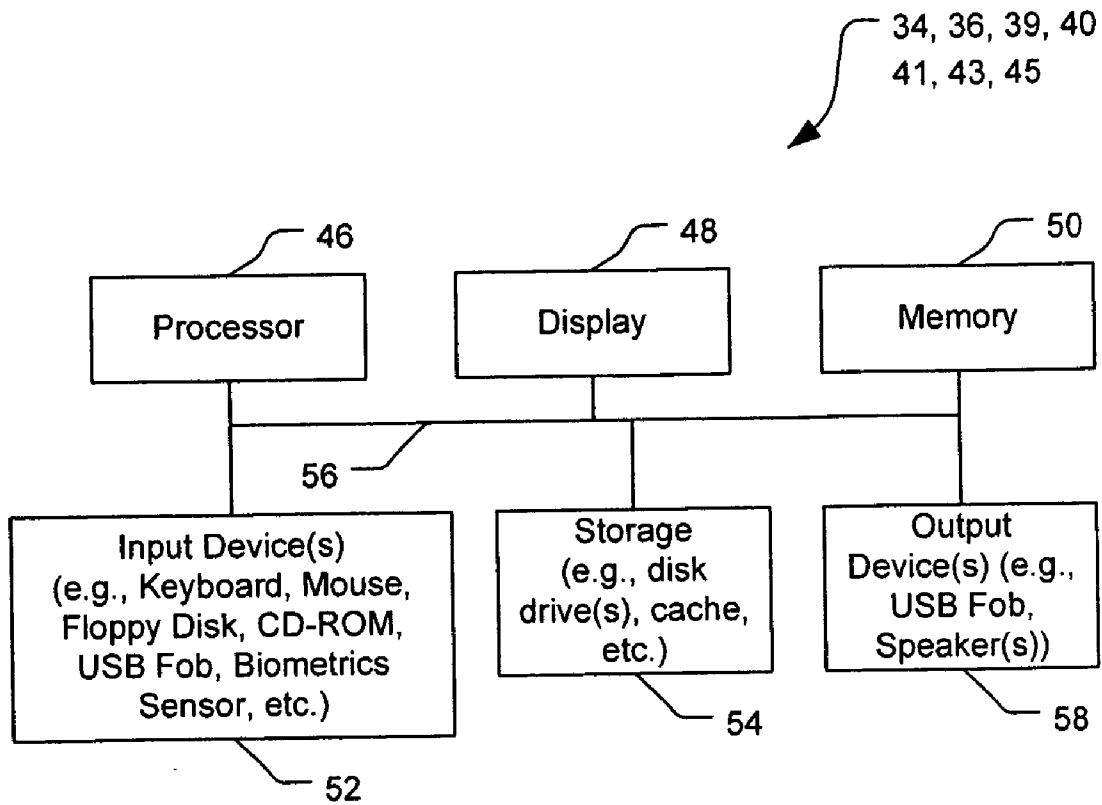 34, 36, 39, 40
41, 43, 45
46
48
50
Processor
Display
Memory
56
Input Device(s)
(e.g., Keyboard, Mouse,
Floppy Disk, CD-ROM,
USB Fob, Biometrics
Sensor, etc.)
Storage
(e.g., disk
drive(s), cache,
etc.)
Output
Device(s) (e.g.,
USB Fob,
Speaker(s))
52
54
58